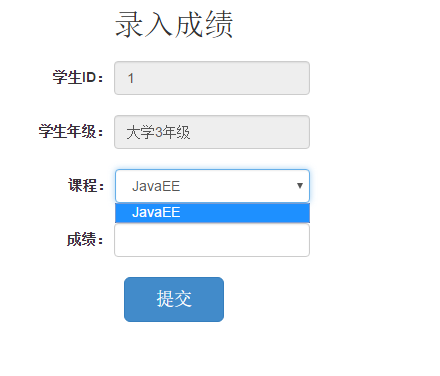 录入成绩
学生ID： 1
学生年级： 大学3年级
课程： JavaEE
JavaEE
成绩：
提交